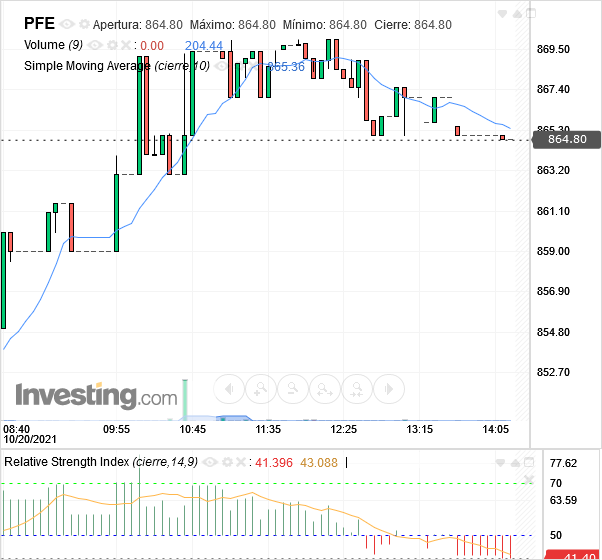 PFE Apertura: 864.80 Máximo: 864.80 Mínimo: 864.80 Cierre: 864.80
Volume (9) : 0.00 204.44
Simple Moving Average (cierre,10) 865.36
869.50
867.40
865.30
864.80
863.20
861.10
859.00
856.90
854.80
852.70
Investing.com
08:40 09:55 10:45 11:35 12:25 13:15 14:05
10/20/2021
Relative Strength Index (cierre,14,9) : 41.396 43.088
77.62
70
63.59
50
41.40